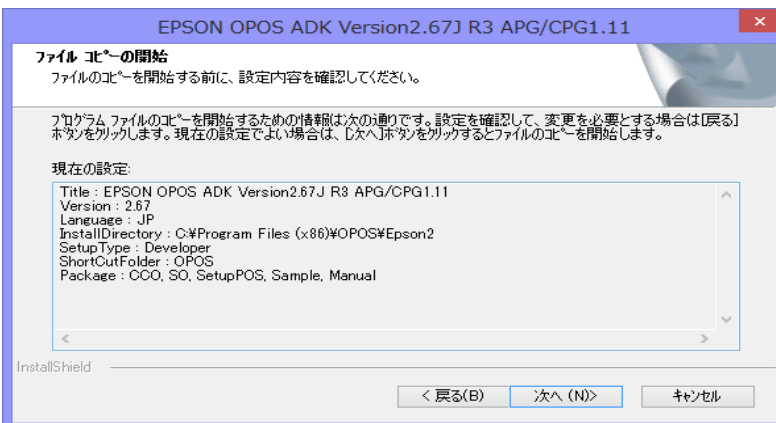 EPSON OPOS ADK Version2.67J R3 APG/CPG1.11
ファイル コピーの開始
ファイルのコピーを開始する前に、設定内容を確認してください。
プログラム ファイルのコピーを開始するための情報は次の通りです。設定を確認して、変更を必要とする場合は[戻る]
ボタンをクリックします。現在の設定でよい場合は、[次へ]ボタンをクリックするとファイルのコピーを開始します。
現在の設定:
Title : EPSON OPOS ADK Version2.67J R3 APG/CPG1.11
Version : 2.67
Language : JP
InstallDirectory : C:¥Program Files (x86)¥OPOS¥Epson2
SetupType : Developer
ShortCutFolder : OPOS
Package : CCO, SO, SetupPOS, Sample, Manual
InstallShield
< 戻る(B)
次へ (N)>
キャンセル